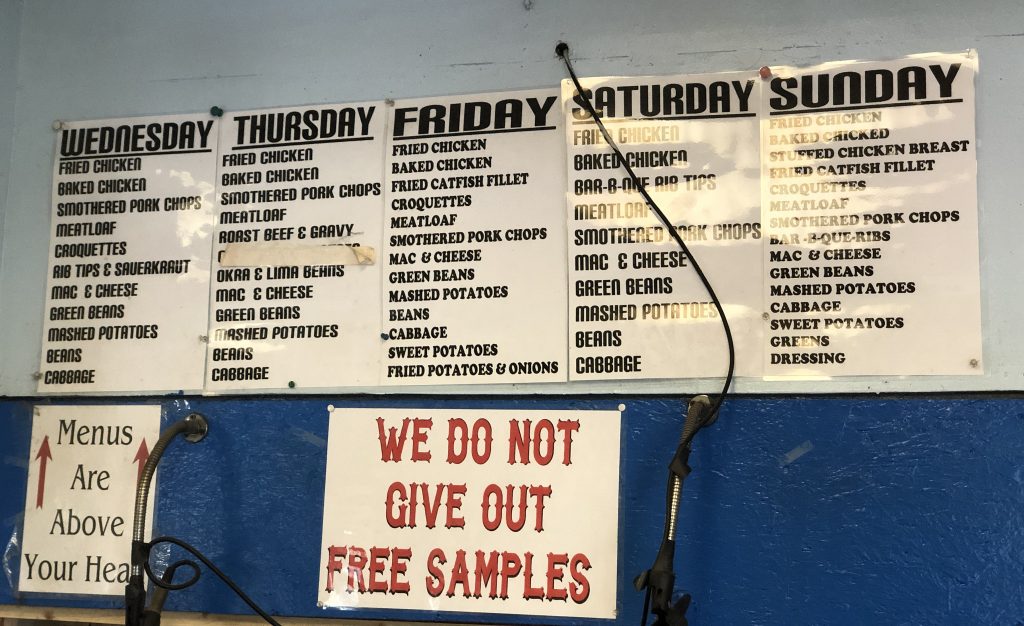 WEDNESDAY
FRIED CHICKEN
BAKED CHICKEN
SMOTHERED PORK CHOPS
MEATLOAF
CROQUETTES
RIB TIPS & SAUERKRAUT
MAC & CHEESE
GREEN BEANS
MASHED POTATOES
BEANS
CABBAGE
THURSDAY
FRIED CHICKEN
BAKED CHICKEN
SMOTHERED PORK CHOPS
MEATLOAF
ROAST BEEF & GRAVY
OKRA & LIMA BEANS
MAC & CHEESE
GREEN BEANS
MASHED POTATOES
BEANS
CABBAGE
FRIDAY
FRIED CHICKEN
BAKED CHICKEN
FRIED CATFISH FILLET
CROQUETTES
MEATLOAF
SMOTHERED PORK CHOPS
MAC & CHEESE
GREEN BEANS
MASHED POTATOES
BEANS
CABBAGE
SWEET POTATOES
FRIED POTATOES & ONIONS
SATURDAY
FRIED CHICKEN
BAKED CHICKEN
BAR-B-QUE RIB TIPS
MEATLOAF
SMOTHERED PORK CHOPS
MAC & CHEESE
GREEN BEANS
MASHED POTATOES
BEANS
CABBAGE
SUNDAY
FRIED CHICKEN
BAKED CHICKED
STUFFED CHICKEN BREAST
FRIED CATFISH FILLET
CROQUETTES
MEATLOAF
SMOTHERED PORK CHOPS
BAR -B-QUE-RIBS
MAC & CHEESE
GREEN BEANS
MASHED POTATOES
CABBAGE
SWEET POTATOES
GREENS
DRESSING
Menus
Are
Above
Your Hea
WE DO NOT
GIVE OUT
FREE SAMPLES